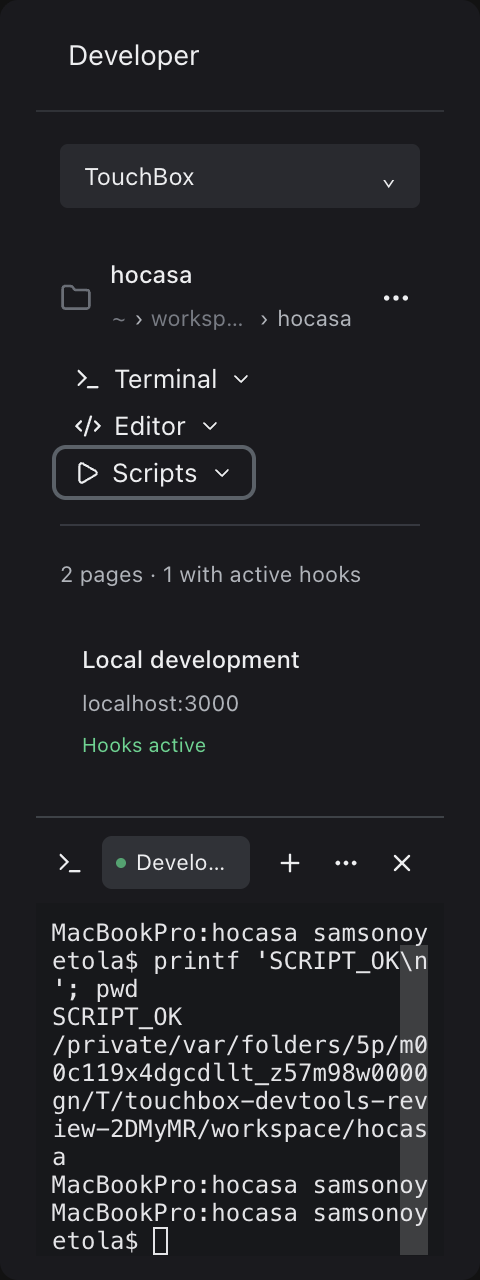 Developer
TouchBox
hocasa
~ › worksp... › hocasa
Terminal
Editor
Scripts
2 pages · 1 with active hooks
Local development
localhost:3000
Hooks active
Develo...
MacBookPro:hocasa samsonoy
etola$ printf 'SCRIPT_OK\n
'; pwd
SCRIPT_OK
/private/var/folders/5p/m0
0c119x4dgcdllt_z57m98w0000
gn/T/touchbox-devtools-rev
iew-2DMyMR/workspace/hocas
a
MacBookPro:hocasa samsonoy
MacBookPro:hocasa samsonoy
etola$